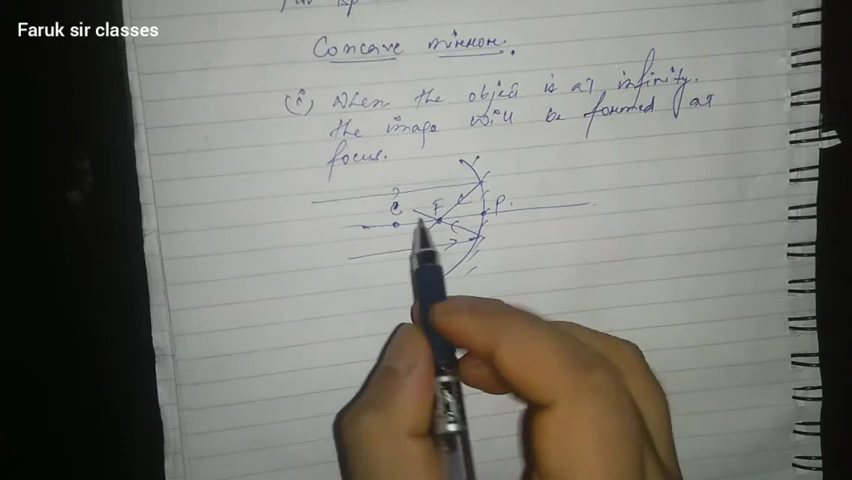 Faruk sir classes
Concave mirror.
(i) When the object is at infinity.
the image will be formed at
focus.
C F P.